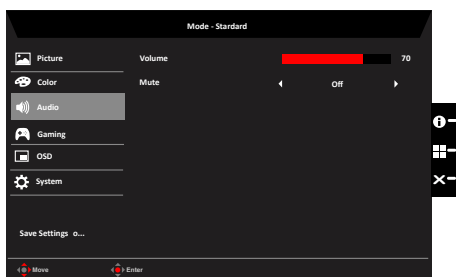 Mode - Standard
Picture
Volume 70
Color
Mute Off
Audio
Gaming
OSD
System
Save Settings o...
Move Enter